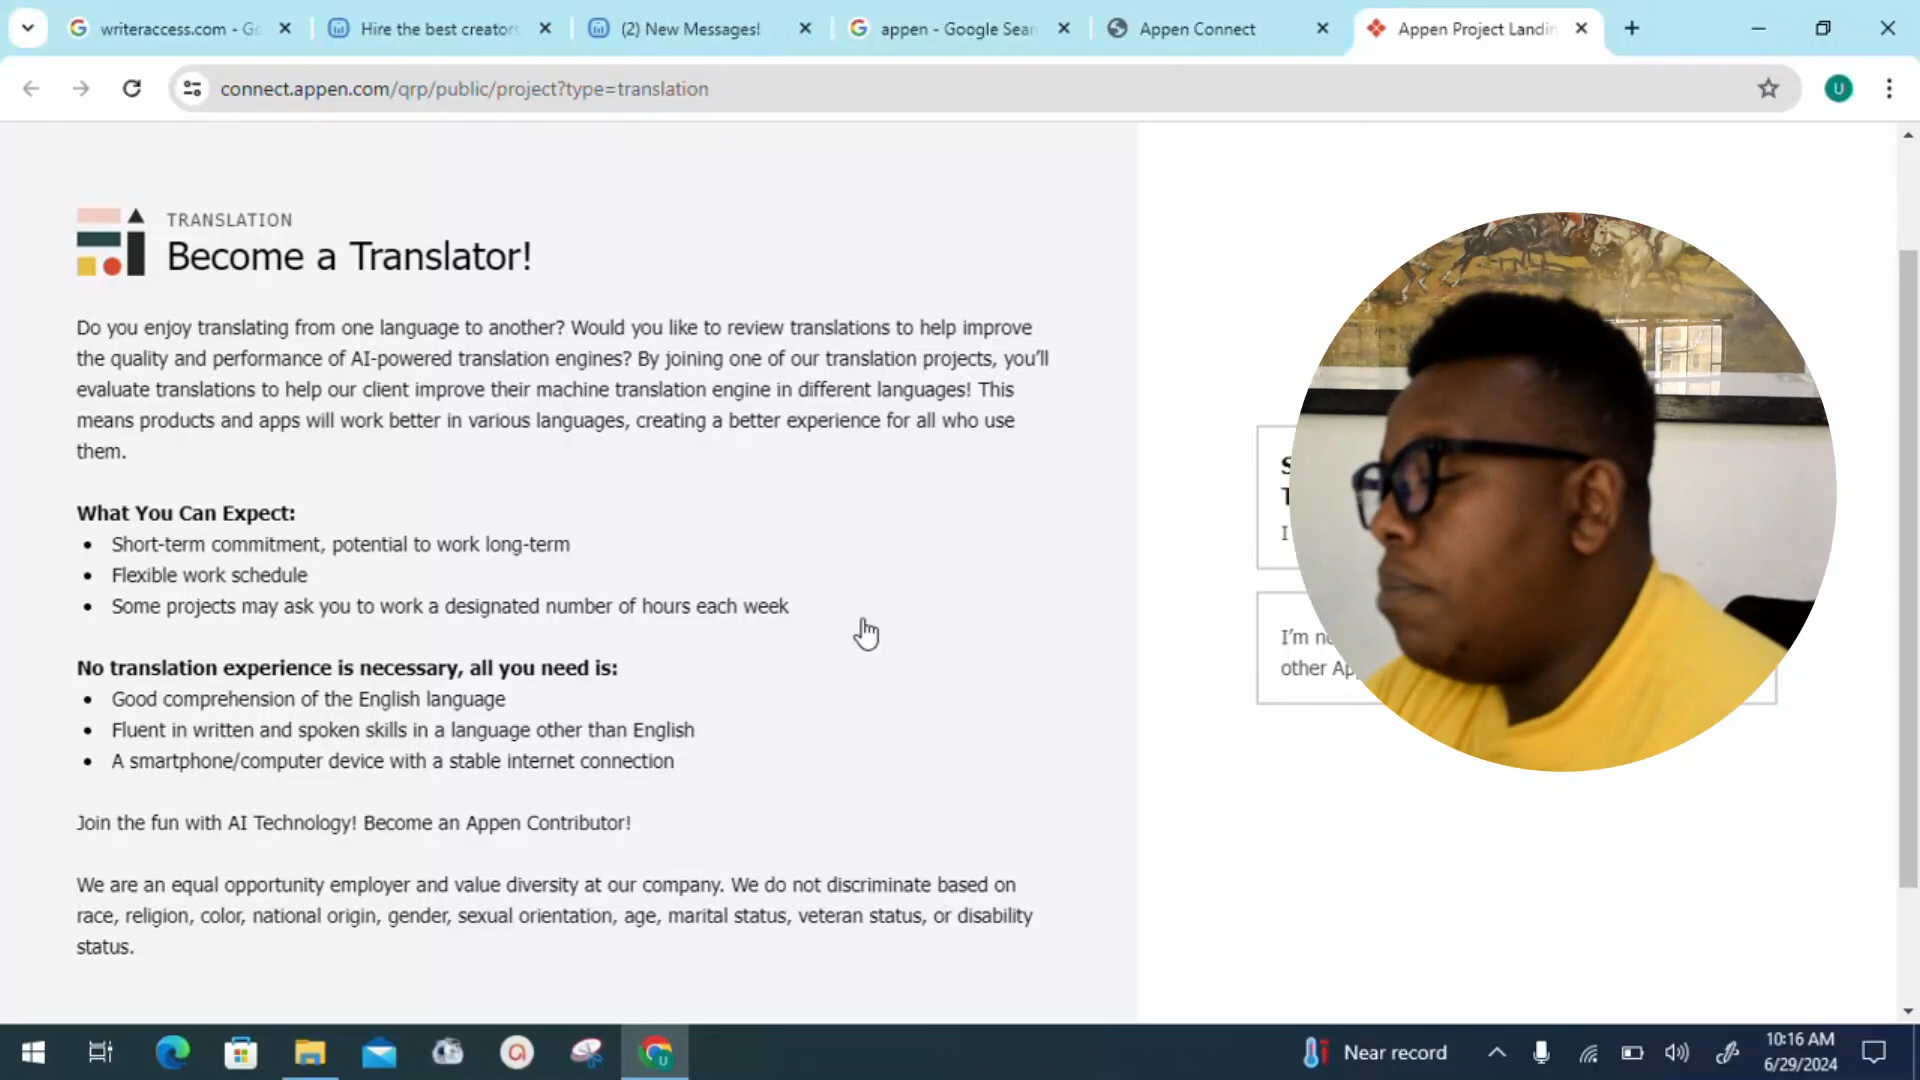 writeraccess.com - Go
Hire the best creators
(2) New Messages!
appen - Google Sear
Appen Connect
Appen Project Landin
connect.appen.com/qrp/public/project?type=translation
U
TRANSLATION
Become a Translator!
Do you enjoy translating from one language to another? Would you like to review translations to help improve
the quality and performance of AI-powered translation engines? By joining one of our translation projects, you'll
evaluate translations to help our client improve their machine translation engine in different languages! This
means products and apps will work better in various languages, creating a better experience for all who use
them.
What You Can Expect:
• Short-term commitment, potential to work long-term
• Flexible work schedule
• Some projects may ask you to work a designated number of hours each week
No translation experience is necessary, all you need is:
• Good comprehension of the English language
• Fluent in written and spoken skills in a language other than English
• A smartphone/computer device with a stable internet connection
Join the fun with AI Technology! Become an Appen Contributor!
We are an equal opportunity employer and value diversity at our company. We do not discriminate based on
race, religion, color, national origin, gender, sexual orientation, age, marital status, veteran status, or disability
status.
I
I'm
other
Near record
10:16 AM
6/29/2024